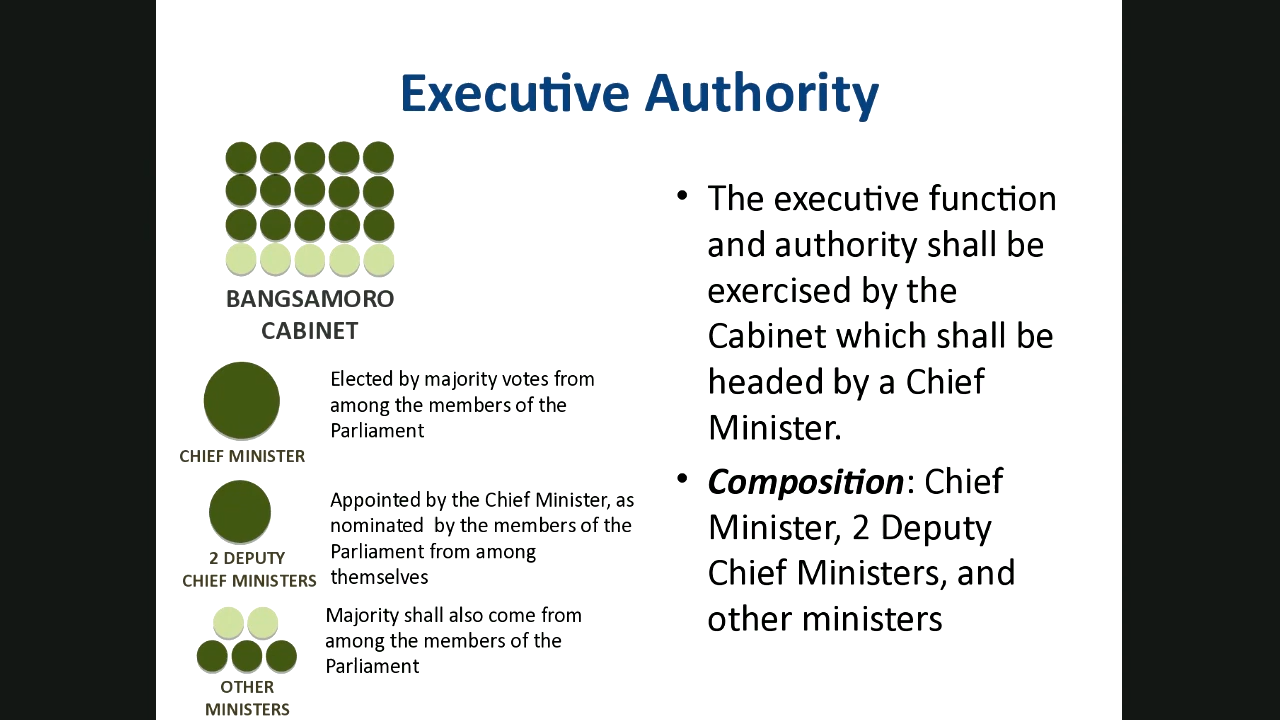 Executive Authority
BANGSAMORO
CABINET
CHIEF MINISTER
Elected by majority votes from
among the members of the
Parliament
2 DEPUTY
CHIEF MINISTERS
Appointed by the Chief Minister, as
nominated  by the members of the
Parliament from among
themselves
OTHER
MINISTERS
Majority shall also come from
among the members of the
Parliament
• The executive function
and authority shall be
exercised by the
Cabinet which shall be
headed by a Chief
Minister.
• Composition: Chief
Minister, 2 Deputy
Chief Ministers, and
other ministers